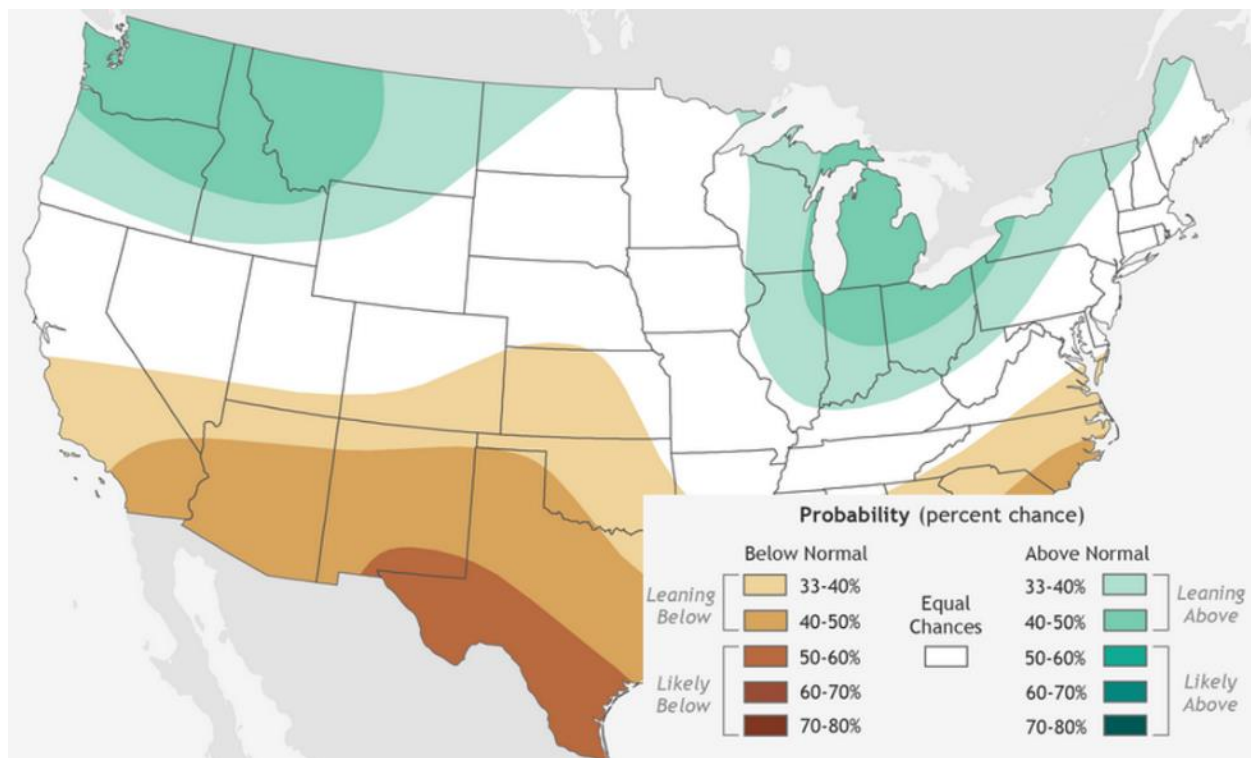 Probability (percent chance)
Below Normal
Above Normal
Leaning
Below
33-40%
40-50%
Likely
Below
50-60%
60-70%
70-80%
Equal
Chances
33-40%
40-50%
Leaning
Above
50-60%
60-70%
70-80%
Likely
Above